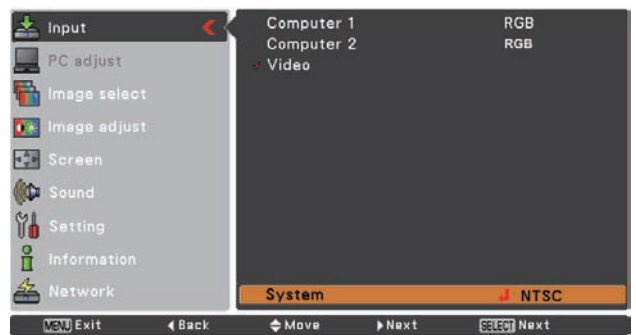 Input
PC adjust
Image select
Image adjust
Screen
Sound
Setting
Information
Network
Computer 1 RGB
Computer 2 RGB
Video
System NTSC
MENU Exit Back Move Next SELECT Next